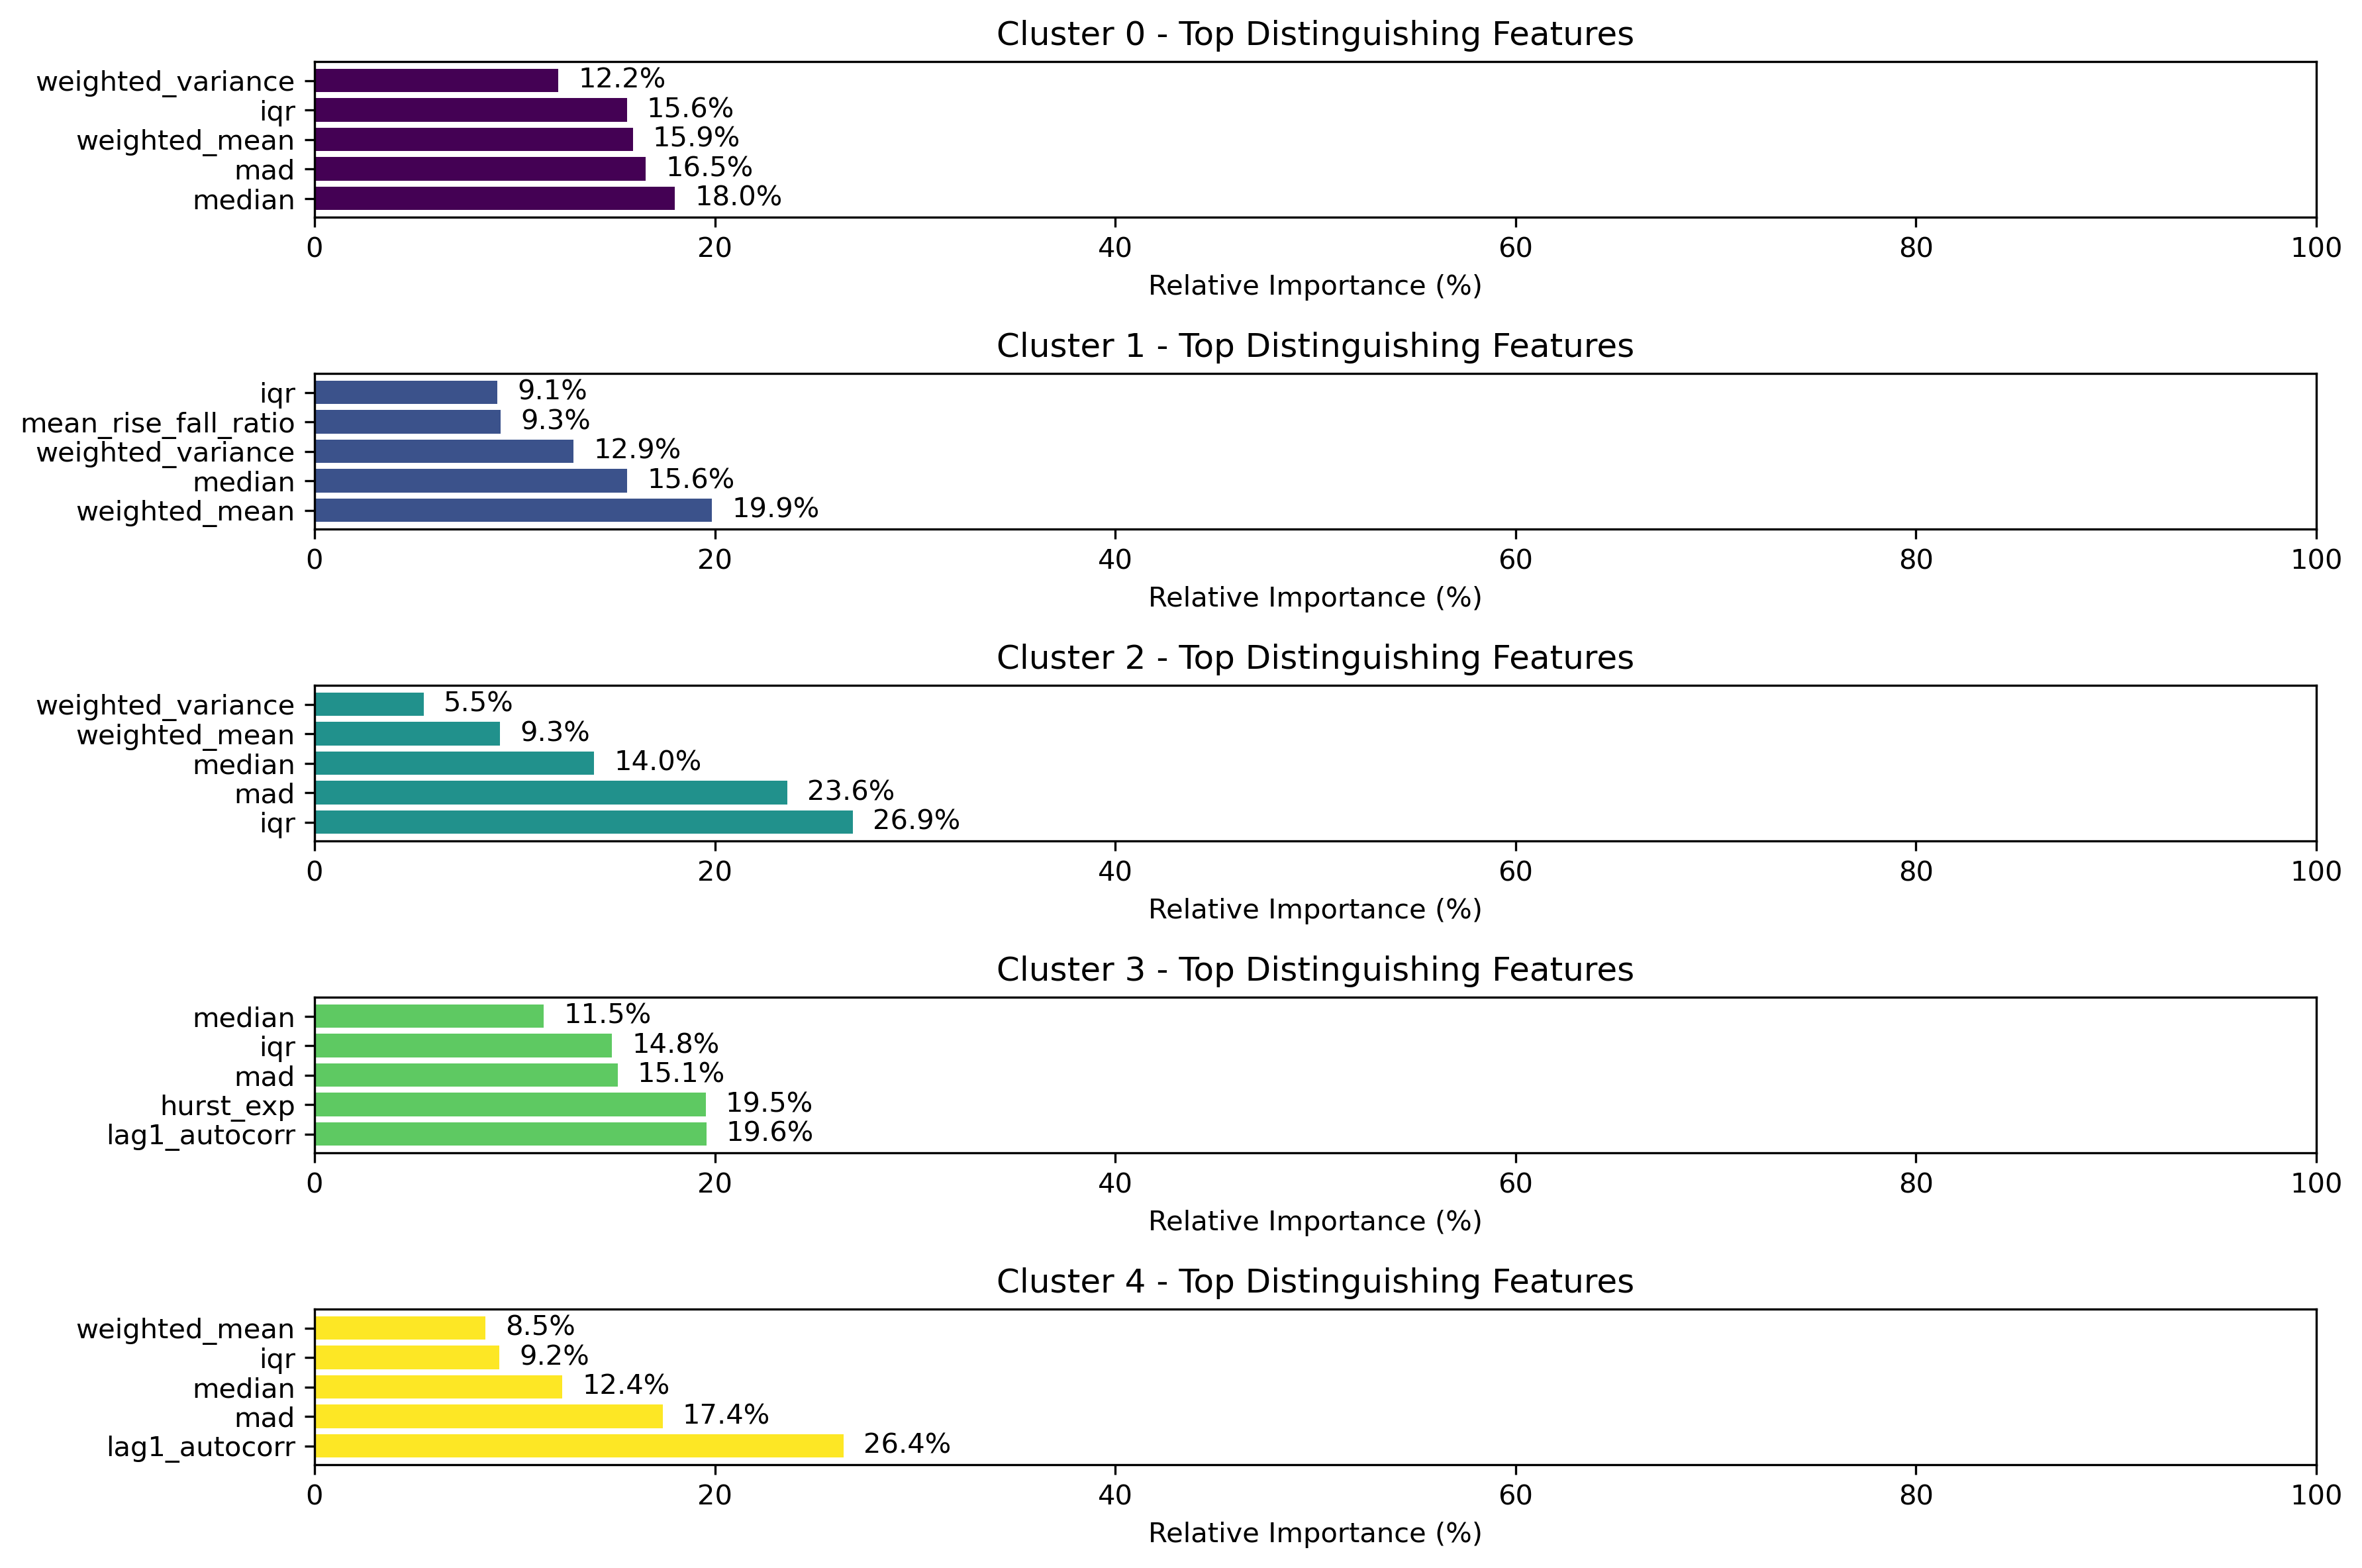 Cluster 0 - Top Distinguishing Features
weighted_variance 12.2%
iqr 15.6%
weighted_mean 15.9%
mad 16.5%
median 18.0%
0 20 40 60 80 100
Relative Importance (%)
Cluster 1 - Top Distinguishing Features
iqr 9.1%
mean_rise_fall_ratio 9.3%
weighted_variance 12.9%
median 15.6%
weighted_mean 19.9%
0 20 40 60 80 100
Relative Importance (%)
Cluster 2 - Top Distinguishing Features
weighted_variance 5.5%
weighted_mean 9.3%
median 14.0%
mad 23.6%
iqr 26.9%
0 20 40 60 80 100
Relative Importance (%)
Cluster 3 - Top Distinguishing Features
median 11.5%
iqr 14.8%
mad 15.1%
hurst_exp 19.5%
lag1_autocorr 19.6%
0 20 40 60 80 100
Relative Importance (%)
Cluster 4 - Top Distinguishing Features
weighted_mean 8.5%
iqr 9.2%
median 12.4%
mad 17.4%
lag1_autocorr 26.4%
0 20 40 60 80 100
Relative Importance (%)